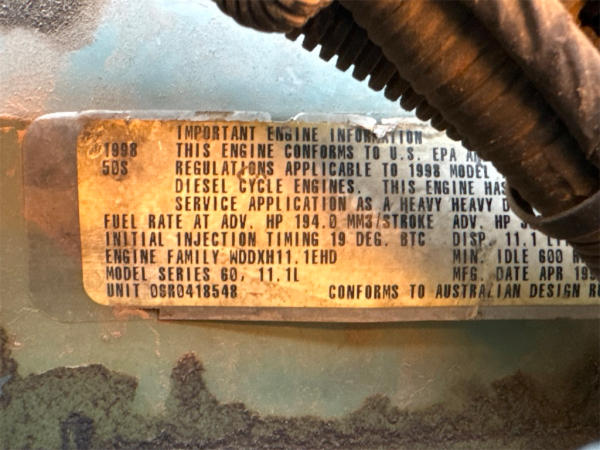 IMPORTANT ENGINE INFORMATION
1998 THIS ENGINE CONFORMS TO U.S. EPA
50S REGULATIONS APPLICABLE TO 1998 MODEL
DIESEL CYCLE ENGINES. THIS ENGINE HAS
SERVICE APPLICATION AS A HEAVY HEAVY
FUEL RATE AT ADV. HP 194.0 MM3/STROKE ADV. HP
INITIAL INJECTION TIMING 19 DEG. BTC DISP. 11.1
ENGINE FAMILY WDDXH11.1EHD MIN. IDLE 600
MODEL SERIES 60, 11.1L MFG. DATE APR
UNIT 06R0418548 CONFORMS TO AUSTRALIAN DESIGN